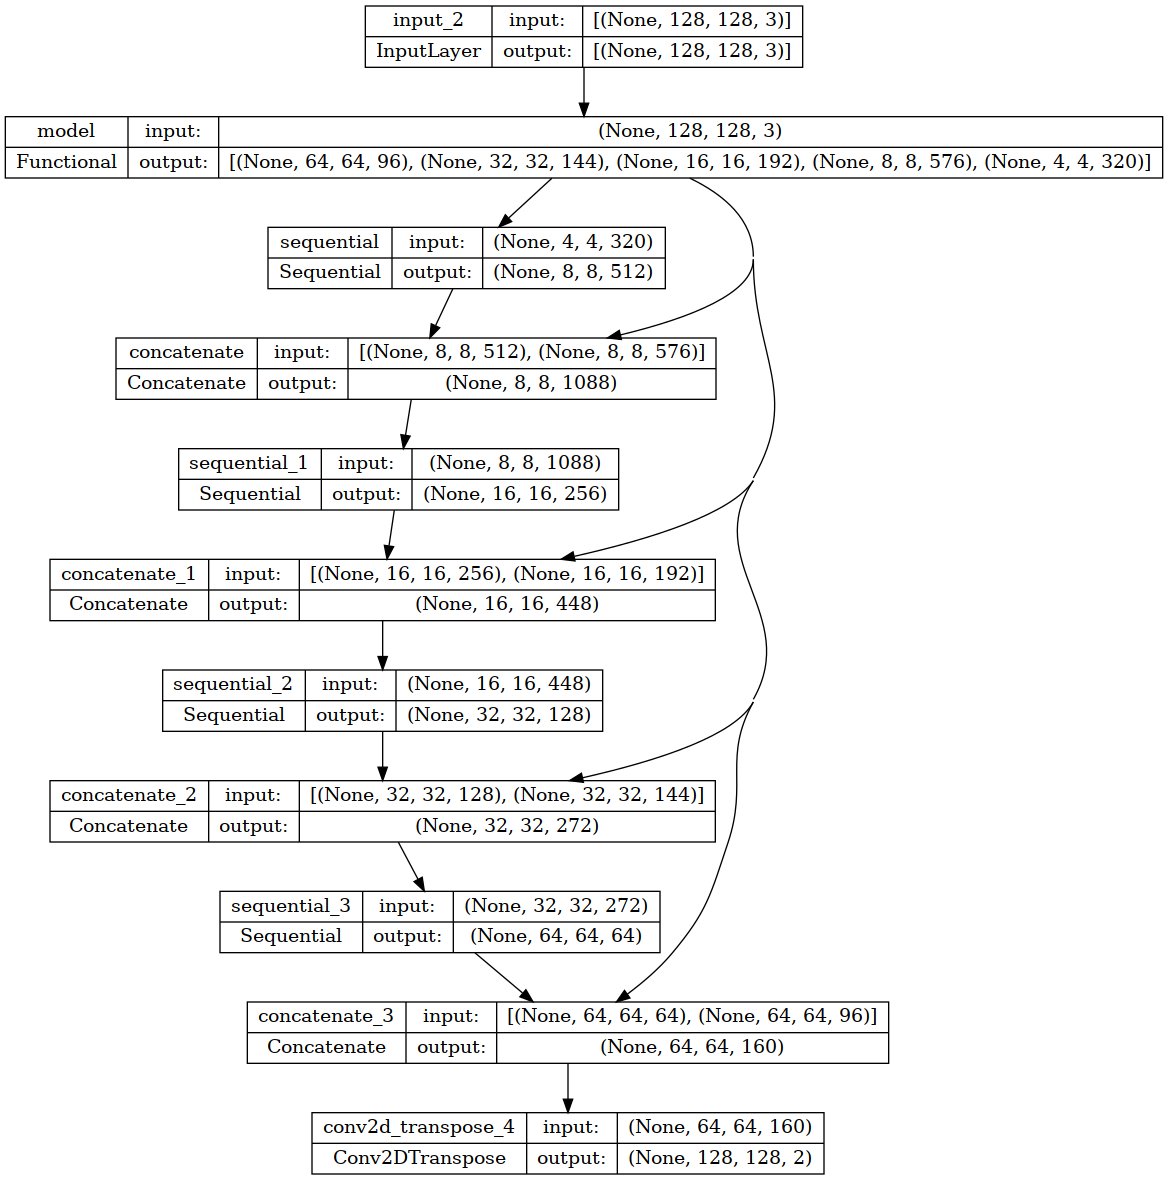 input_2 input: [(None, 128, 128, 3)]
InputLayer output: [(None, 128, 128, 3)]
model input: (None, 128, 128, 3)
Functional output: [(None, 64, 64, 96), (None, 32, 32, 144), (None, 16, 16, 192), (None, 8, 8, 576), (None, 4, 4, 320)]
sequential input: (None, 4, 4, 320)
Sequential output: (None, 8, 8, 512)
concatenate input: [(None, 8, 8, 512), (None, 8, 8, 576)]
Concatenate output: (None, 8, 8, 1088)
sequential_1 input: (None, 8, 8, 1088)
Sequential output: (None, 16, 16, 256)
concatenate_1 input: [(None, 16, 16, 256), (None, 16, 16, 192)]
Concatenate output: (None, 16, 16, 448)
sequential_2 input: (None, 16, 16, 448)
Sequential output: (None, 32, 32, 128)
concatenate_2 input: [(None, 32, 32, 128), (None, 32, 32, 144)]
Concatenate output: (None, 32, 32, 272)
sequential_3 input: (None, 32, 32, 272)
Sequential output: (None, 64, 64, 64)
concatenate_3 input: [(None, 64, 64, 64), (None, 64, 64, 96)]
Concatenate output: (None, 64, 64, 160)
conv2d_transpose_4 input: (None, 64, 64, 160)
Conv2DTranspose output: (None, 128, 128, 2)